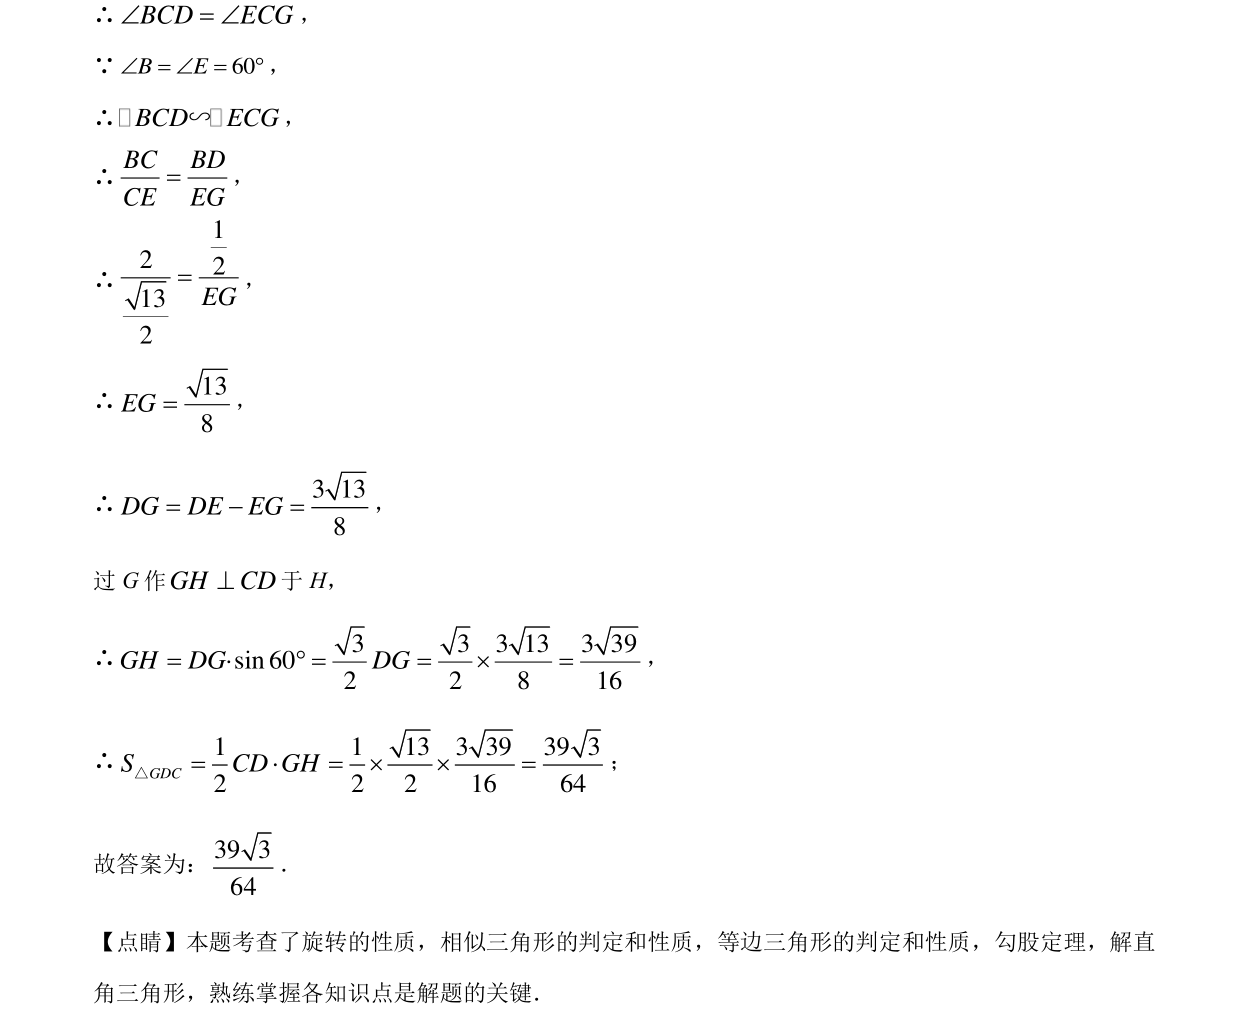 ∴∠BCD = ∠ECG，
∵∠B = ∠E = 60°，
∴□BCD∽□ECG，
∴BC/CE = BD/EG，
∴2/(√13/2) = (1/2)/EG，
∴EG = √13/8，
∴DG = DE − EG = 3√13/8，
过 G 作 GH ⊥ CD 于 H，
∴GH = DG·sin 60° = √3/2 DG = √3/2 × 3√13/8 = 3√39/16，
∴S△GDC = 1/2 CD·GH = 1/2 × √13/2 × 3√39/16 = 39√3/64；
故答案为：39√3/64．
【点睛】本题考查了旋转的性质，相似三角形的判定和性质，等边三角形的判定和性质，勾股定理，解直
角三角形，熟练掌握各知识点是解题的关键．